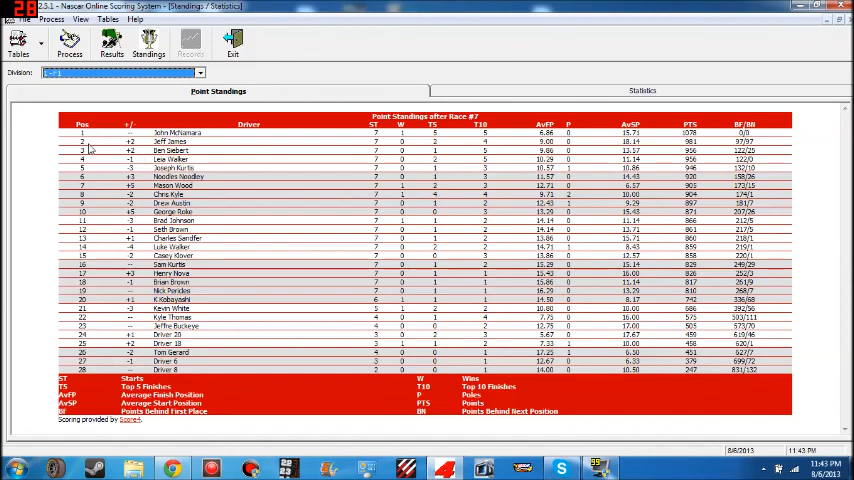 28
2.5.1 - Nascar Online Scoring System - [Standings / Statistics]
File Process View Tables Help
Tables Process Results Standings Records Exit
Division:
Point Standings Statistics
Point Standings after Race #7
Pos +/- Driver ST W T5 T10 AvFP P AvSP PTS BF/BN
1 -- John McNamara 7 1 5 5 6.86 0 15.71 1078 0/0
2 +2 Jeff James 7 0 2 4 9.00 0 18.14 981 97/97
3 +2 Ben Siebert 7 0 1 5 9.86 0 13.57 956 122/25
4 -1 Leia Walker 7 0 2 5 10.29 0 11.14 956 122/0
5 -3 Joseph Kurtis 7 0 1 3 10.57 1 10.86 946 132/10
6 +3 Noodles Noodley 7 0 1 3 11.57 0 14.43 920 158/26
7 +5 Mason Wood 7 1 2 3 12.71 0 6.57 905 173/15
8 -2 Chris Kyle 7 1 4 4 9.71 2 10.00 904 174/1
9 -2 Drew Austin 7 0 1 2 12.43 1 9.29 897 181/7
10 +5 George Roke 7 0 0 3 13.29 0 15.43 871 207/26
11 -3 Brad Johnson 7 0 1 2 14.14 0 11.14 866 212/5
12 -1 Seth Brown 7 0 1 2 14.14 0 13.71 861 217/5
13 +1 Charles Sandfer 7 0 1 2 13.86 0 15.71 860 218/1
14 -4 Luke Walker 7 0 2 2 14.71 1 8.43 859 219/1
15 -2 Casey Klover 7 0 0 2 13.86 0 12.57 858 220/1
16 -- Sam Kurtis 7 0 1 2 15.29 0 15.14 829 249/29
17 +3 Henry Nova 7 0 1 1 15.43 0 16.00 826 252/3
18 -1 Brian Brown 7 0 1 1 15.86 0 11.14 817 261/9
19 -- Nick Pericles 7 0 1 1 16.29 0 13.29 810 268/7
20 +1 K Kobayashi 6 1 1 1 14.50 0 8.17 742 336/68
21 -3 Kevin White 5 1 2 2 10.00 0 10.00 686 392/56
22 -- Kyle Thomas 4 0 1 4 7.75 0 16.00 575 503/111
23 -- Jeffre Buckeye 4 0 0 2 12.75 0 17.00 505 573/70
24 +1 Driver 20 3 0 2 3 5.67 0 19.67 459 619/46
25 +2 Driver 18 3 1 1 2 7.33 1 10.00 458 620/1
26 -2 Tom Gerard 4 0 0 1 17.25 1 6.50 451 627/7
27 -1 Driver 6 3 0 0 1 12.67 0 6.33 379 699/72
28 -- Driver 8 2 0 0 1 14.00 0 10.50 247 831/132
ST Starts W Wins
T5 Top 5 Finishes T10 Top 10 Finishes
AvFP Average Finish Position P Poles
AvSP Average Start Position PTS Points
BF Points Behind First Place BN Points Behind Next Position
Scoring provided by Score4.
8/6/2013 11:43 PM
11:43 PM
8/6/2013